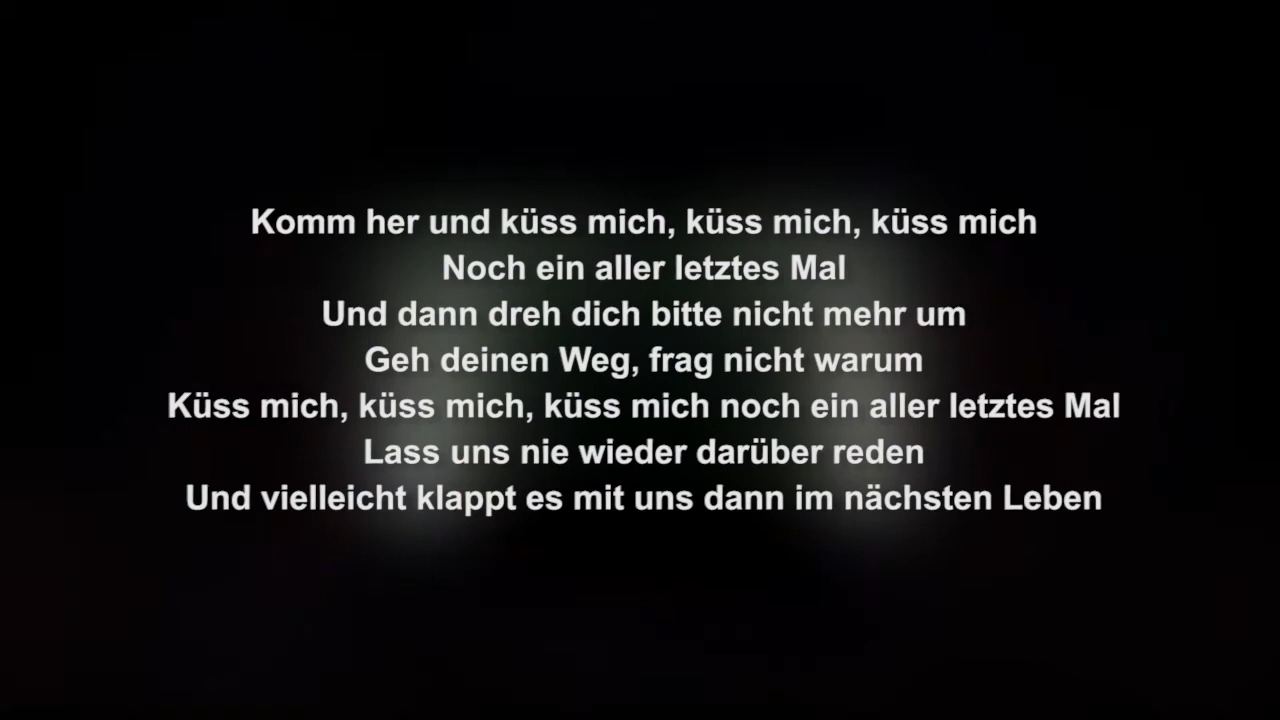 Komm her und küss mich, küss mich, küss mich
Noch ein aller letztes Mal
Und dann dreh dich bitte nicht mehr um
Geh deinen Weg, frag nicht warum
Küss mich, küss mich, küss mich noch ein aller letztes Mal
Lass uns nie wieder darüber reden
Und vielleicht klappt es mit uns dann im nächsten Leben